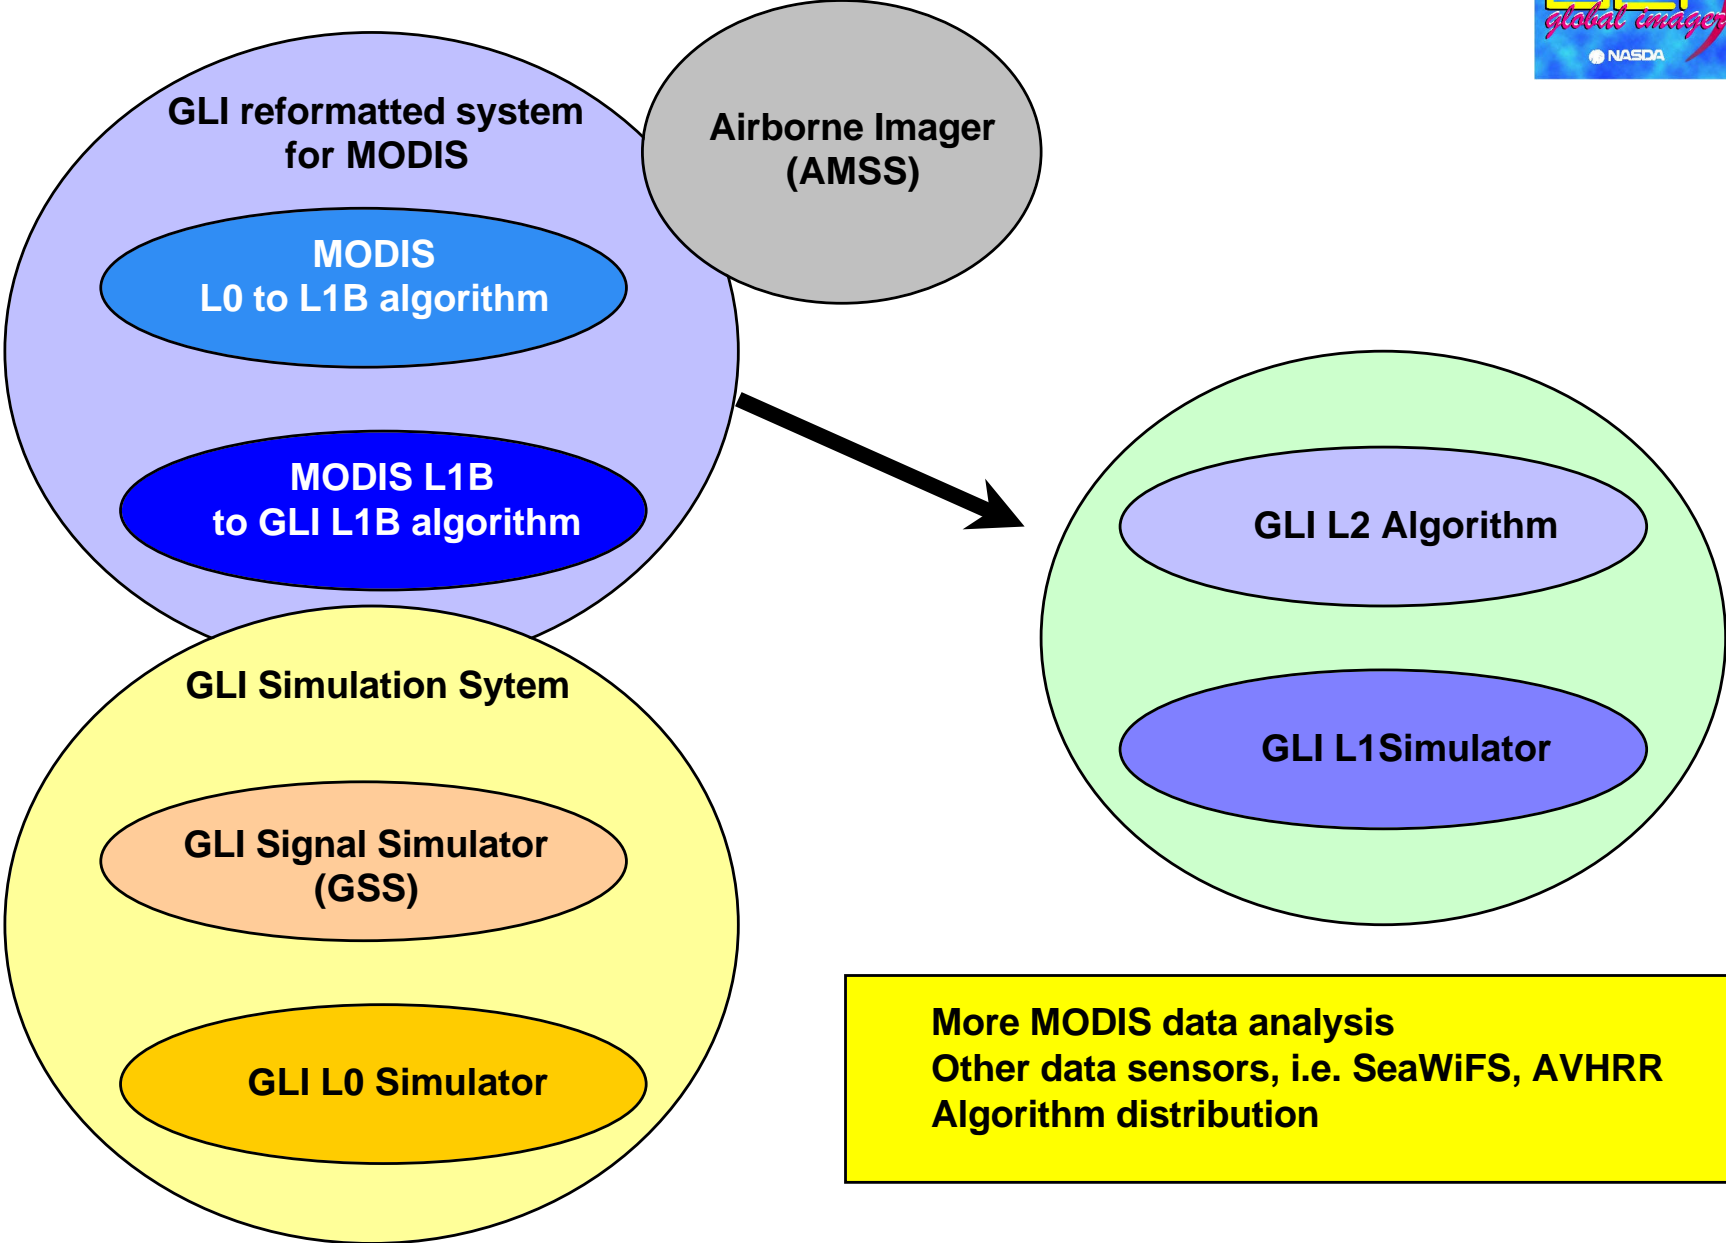 global imager
NASDA
GLI reformatted system
for MODIS
Airborne Imager
(AMSS)
MODIS
L0 to L1B algorithm
MODIS L1B
to GLI L1B algorithm
GLI L2 Algorithm
GLI L1Simulator
GLI Simulation Sytem
GLI Signal Simulator
(GSS)
GLI L0 Simulator
More MODIS data analysis
Other data sensors, i.e. SeaWiFS, AVHRR
Algorithm distribution